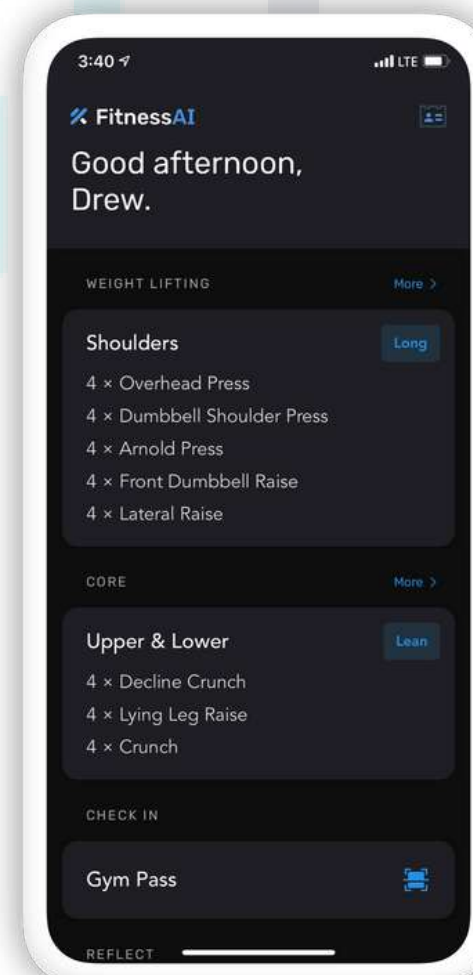 3:40 LTE
FitnessAI
Good afternoon,
Drew.
WEIGHT LIFTING More >
Shoulders Long
4 × Overhead Press
4 × Dumbbell Shoulder Press
4 × Arnold Press
4 × Front Dumbbell Raise
4 × Lateral Raise
CORE More >
Upper & Lower Lean
4 × Decline Crunch
4 × Lying Leg Raise
4 × Crunch
CHECK IN
Gym Pass
REFLECT